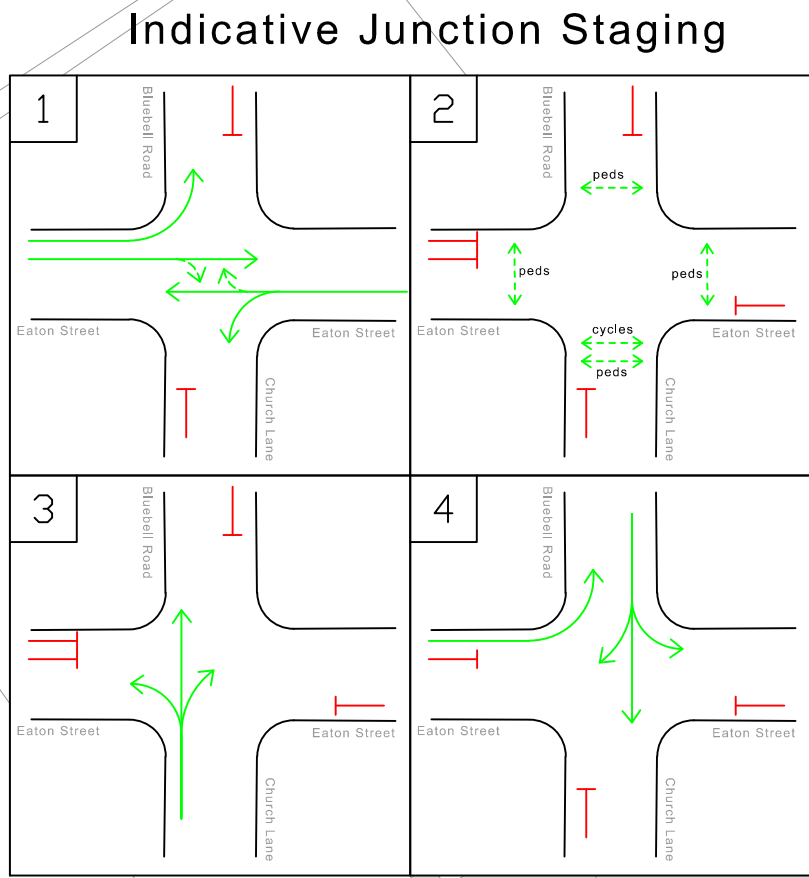 Indicative Junction Staging
1
Bluebell Road
Eaton Street
Eaton Street
Church Lane
2
Bluebell Road
peds
peds
peds
cycles
peds
Eaton Street
Eaton Street
Church Lane
3
Bluebell Road
Eaton Street
Eaton Street
Church Lane
4
Bluebell Road
Eaton Street
Eaton Street
Church Lane